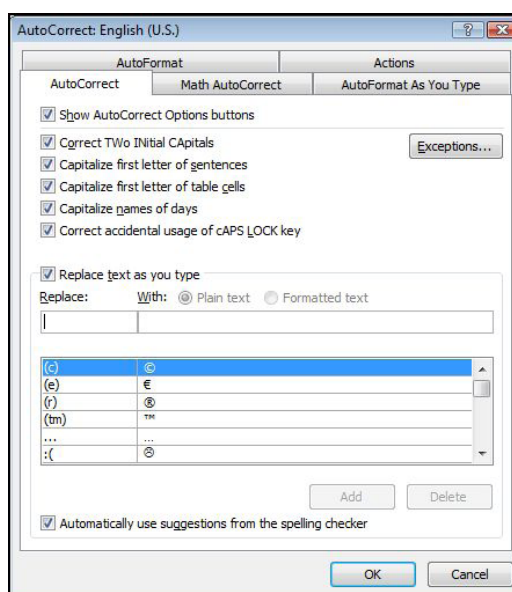 AutoCorrect: English (U.S.)
AutoFormat Actions
AutoCorrect Math AutoCorrect AutoFormat As You Type
Show AutoCorrect Options buttons
Correct TWo INitial CApitals Exceptions...
Capitalize first letter of sentences
Capitalize first letter of table cells
Capitalize names of days
Correct accidental usage of cAPS LOCK key
Replace text as you type
Replace: With: Plain text Formatted text
(c) ©
(e) €
(r) ®
(tm) ™
... …
:( ☹
Add Delete
Automatically use suggestions from the spelling checker
OK Cancel